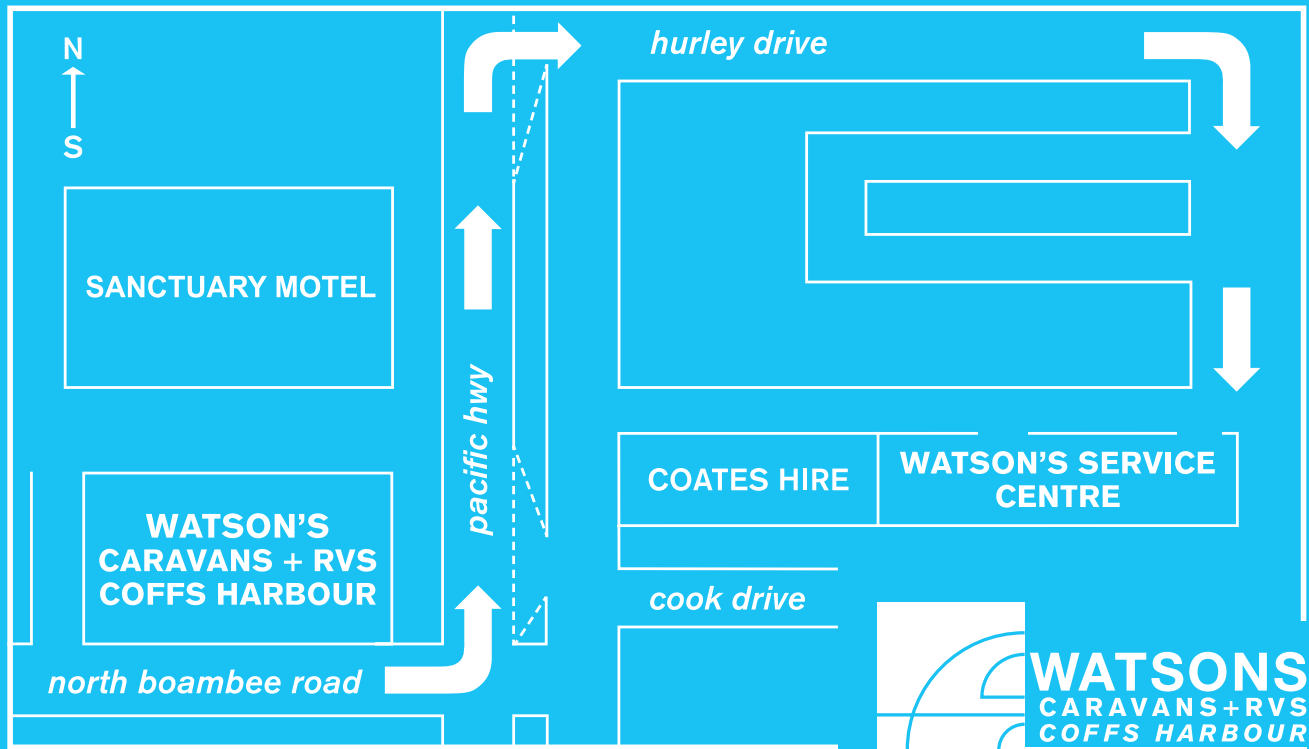 hurley drive
N
S
SANCTUARY MOTEL
pacific hwy
COATES HIRE
WATSON’S SERVICE
CENTRE
WATSON’S
CARAVANS + RVS
COFFS HARBOUR
cook drive
north boambee road
WATSONS
CARAVANS+RVS
COFFS HARBOUR